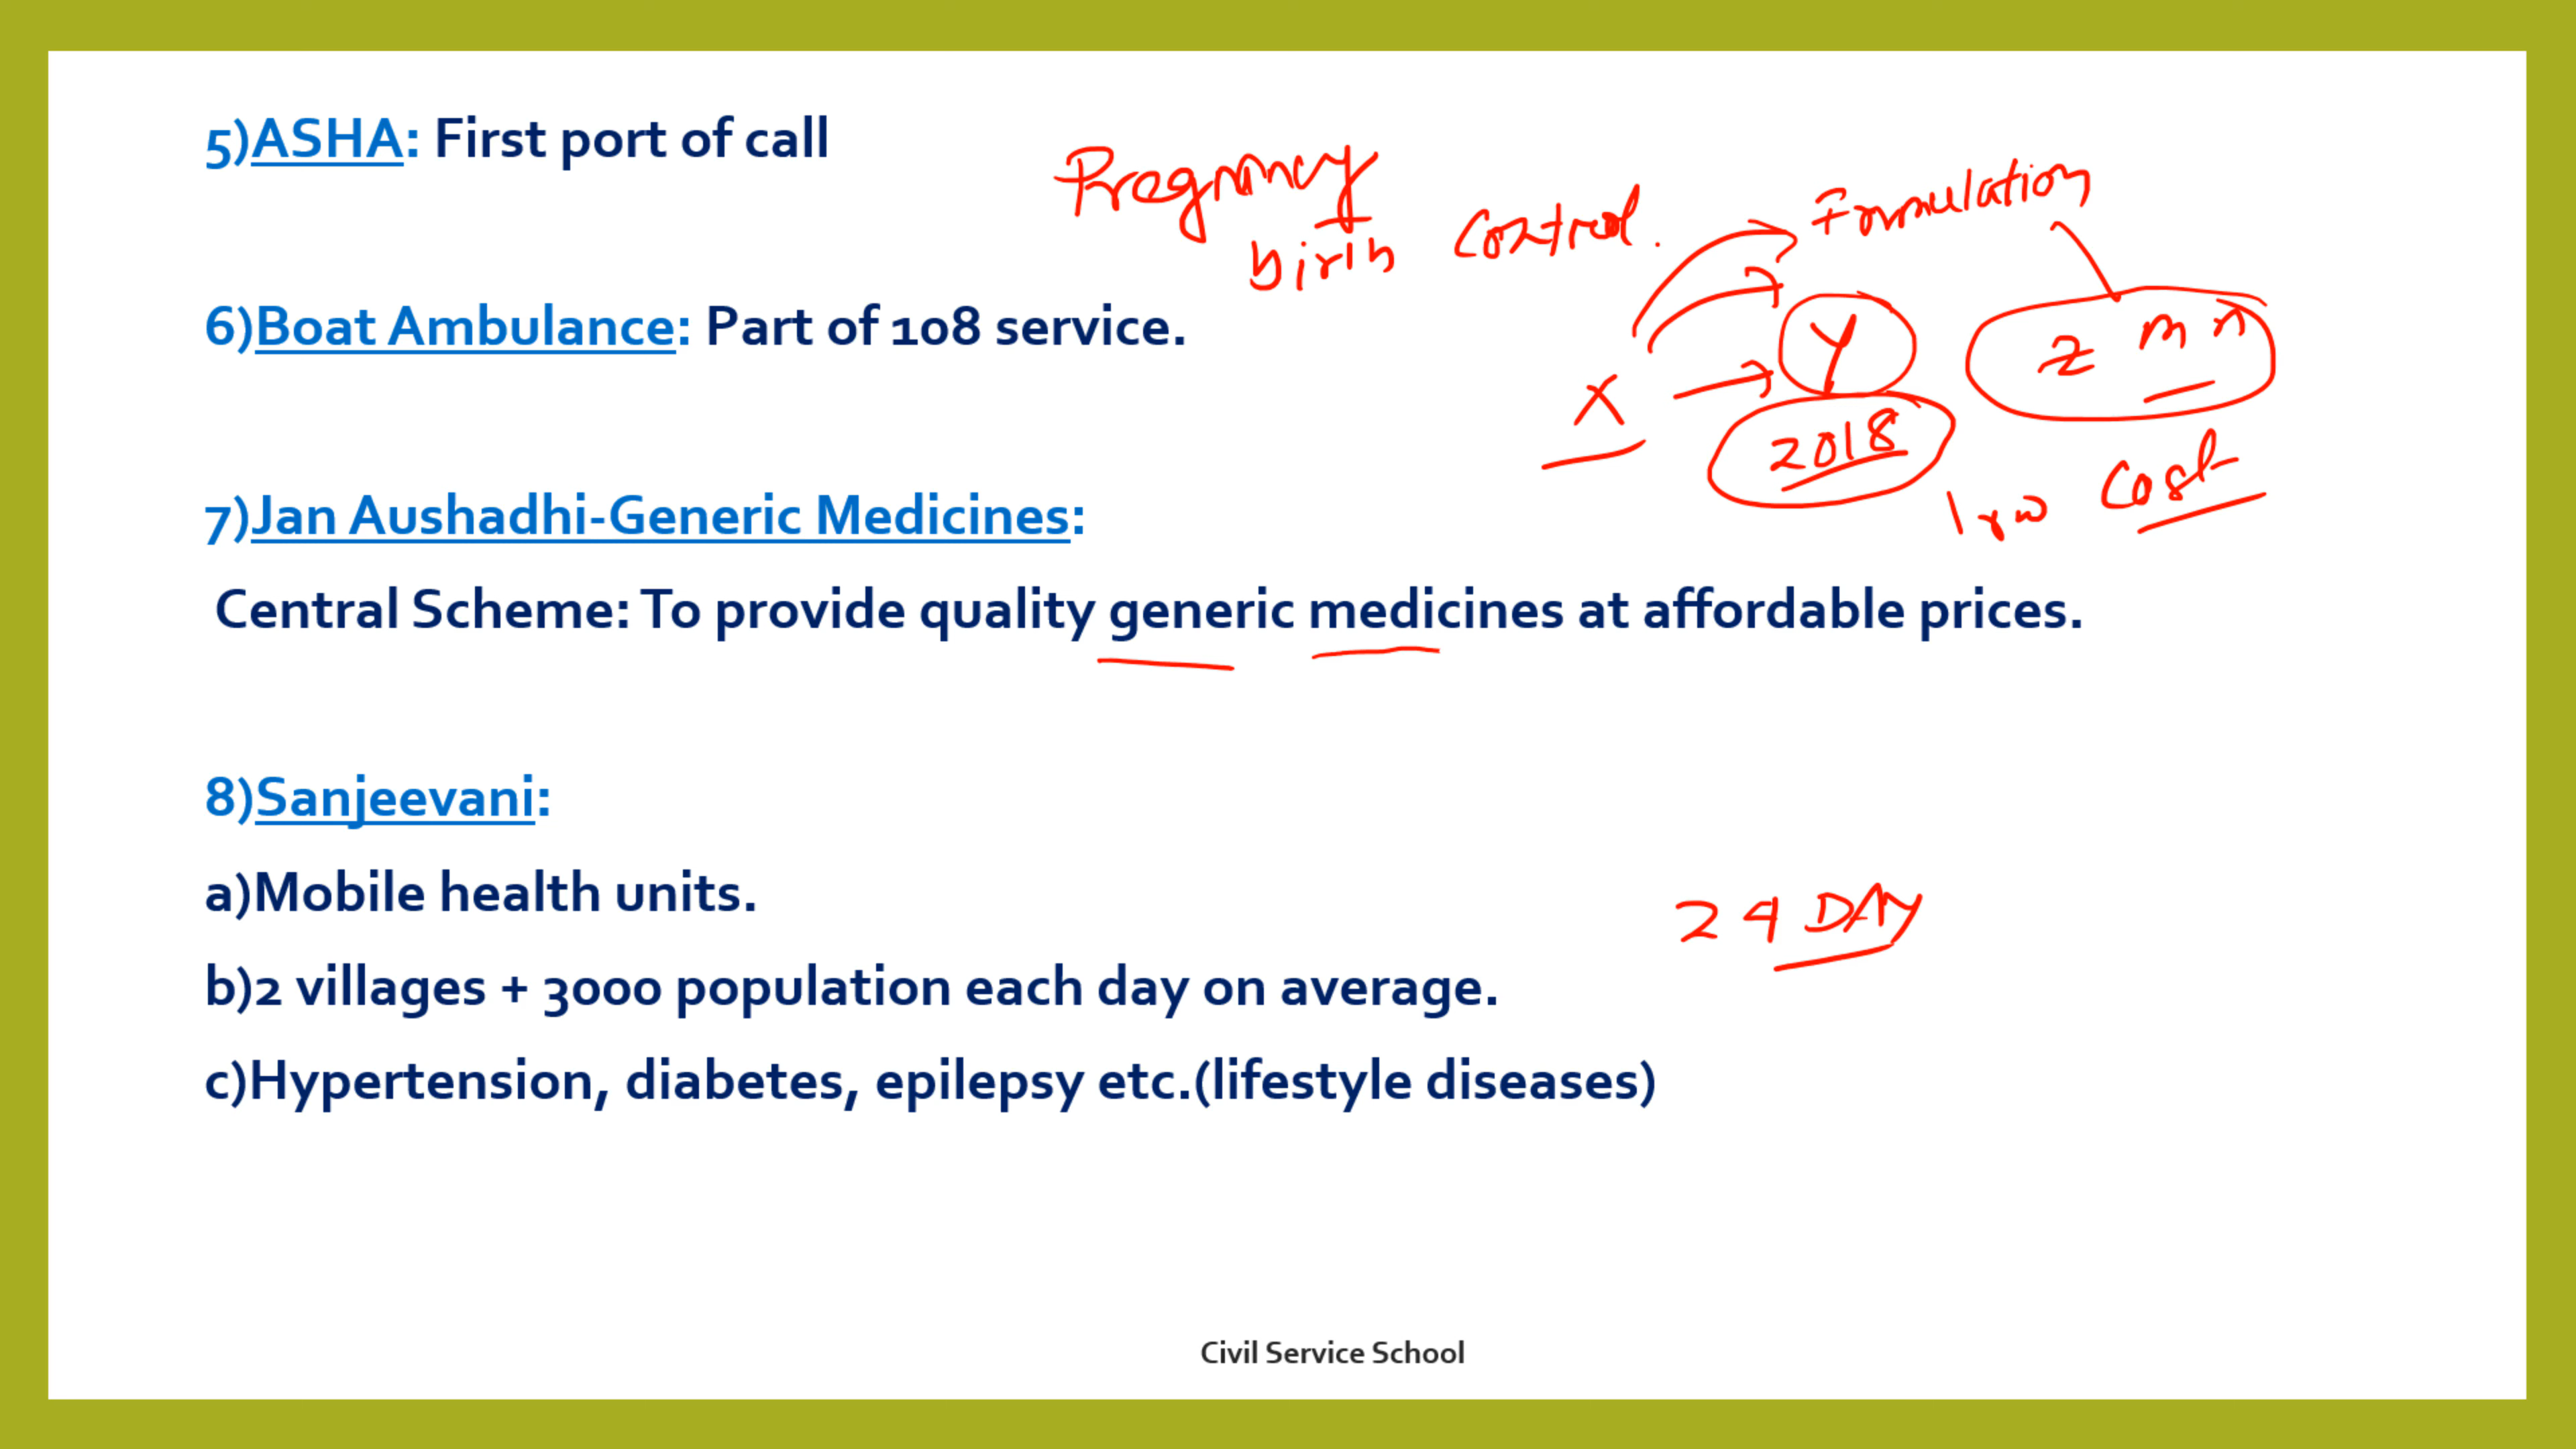 5)ASHA: First port of call
Pregnancy
birth control.
Formulation
6)Boat Ambulance: Part of 108 service.
X Y z m n
2018
low cost
7)Jan Aushadhi-Generic Medicines:
Central Scheme: To provide quality generic medicines at affordable prices.
8)Sanjeevani:
a)Mobile health units.
24 DAY
b)2 villages + 3000 population each day on average.
c)Hypertension, diabetes, epilepsy etc.(lifestyle diseases)
Civil Service School